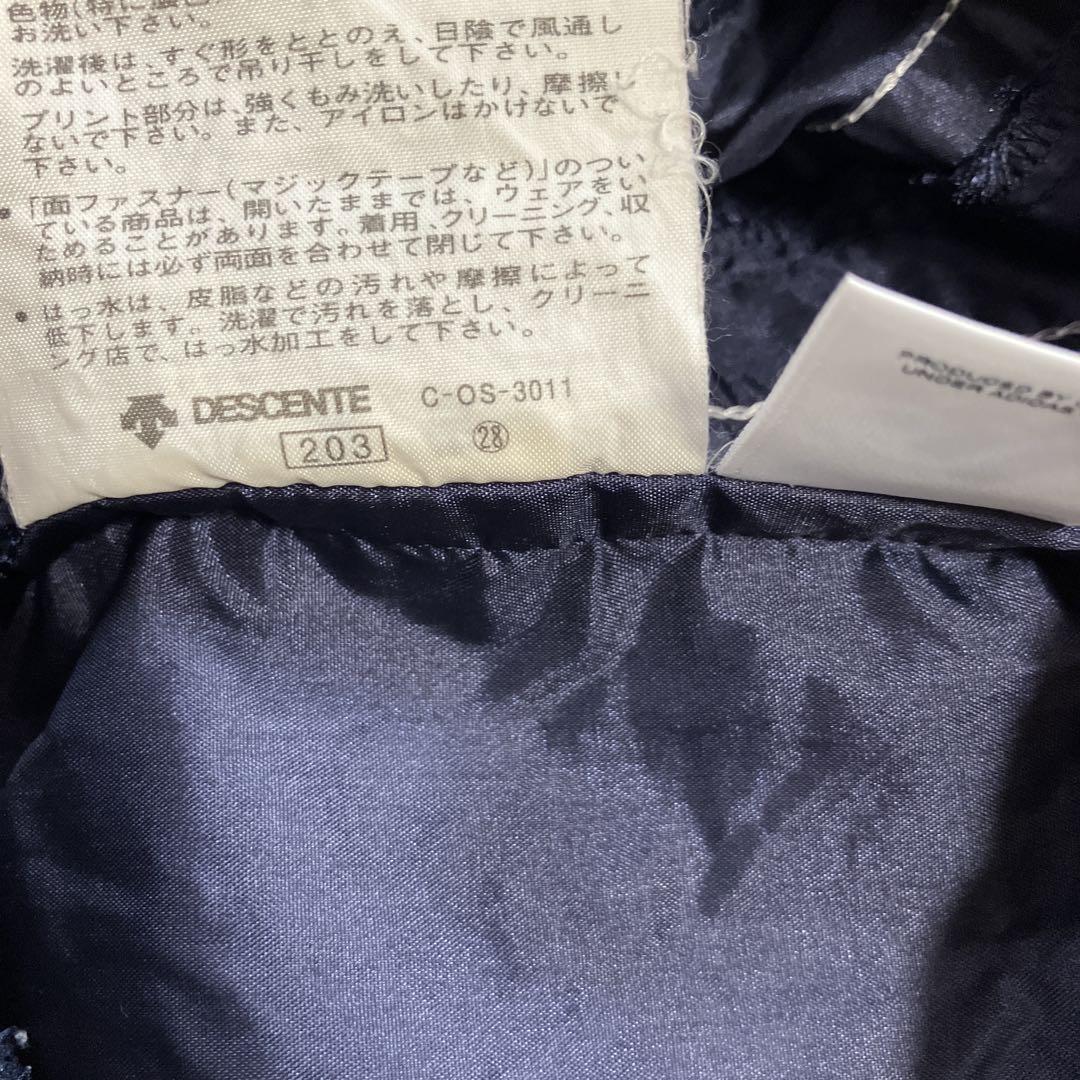 色物(特に濃色
お洗い下さい。
洗濯後は、すぐ形をととのえ、日陰で風通し
のよいところで吊り干しをして下さい。
プリント部分は、強くもみ洗いしたり、摩擦し
ないで下さい。また、アイロンはかけないで
下さい。
• 「面ファスナー(マジックテープなど)」のつい
ている商品は、開いたままでは、ウェアをい
ためることがあります。着用、クリーニング、収
納時には必ず両面を合わせて閉じて下さい。
• はっ水は、皮脂などの汚れや摩擦によって
低下します。洗濯で汚れを落とし、クリーニ
ング店で、はっ水加工をして下さい。
DESCENTE C-OS-3011
203 ㉘
PRODUCED BY
UNDER ADIDAS